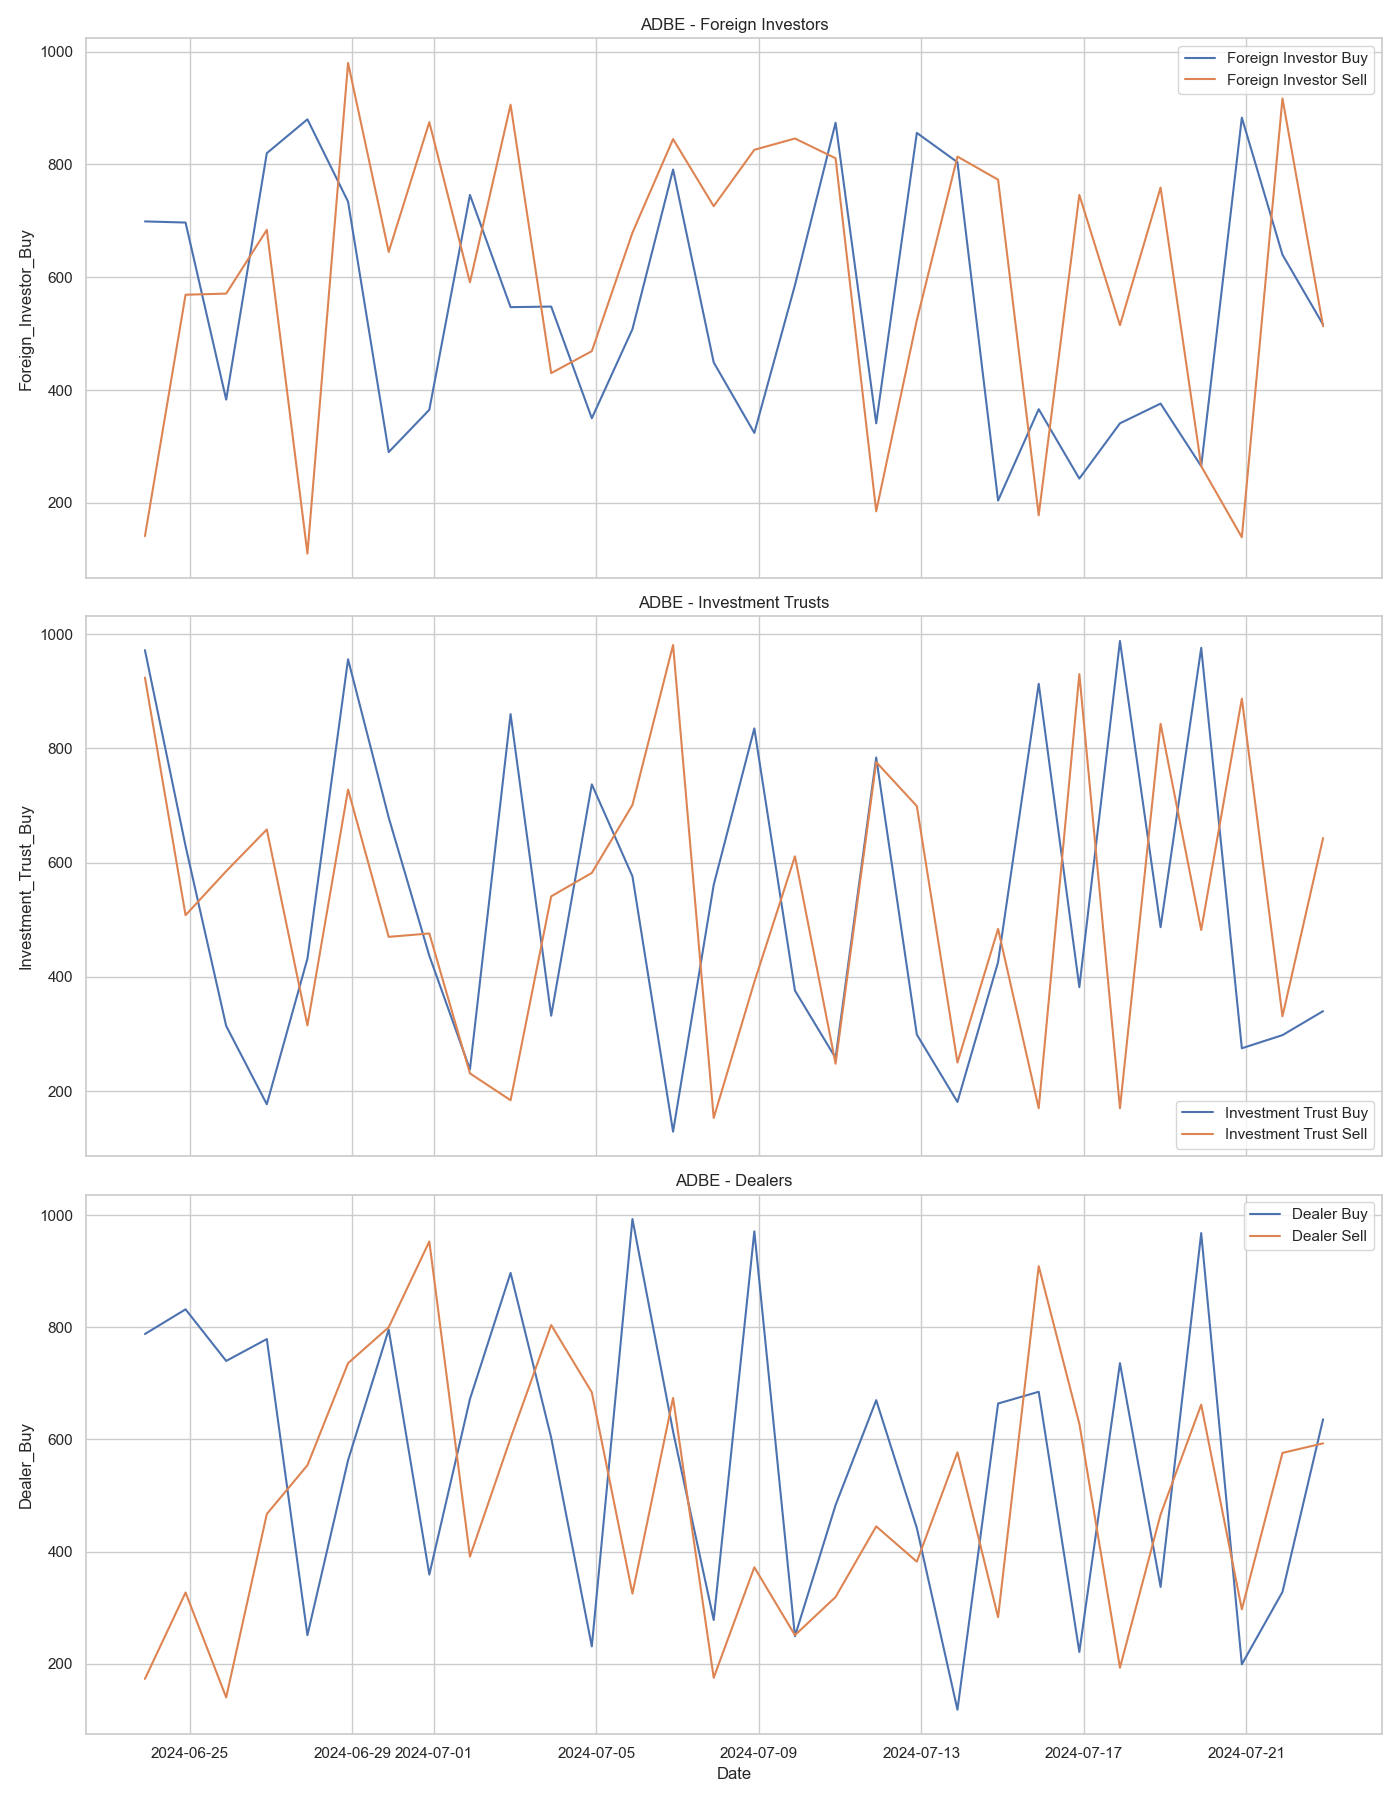 ADBE - Foreign Investors
1000
800
600
400
200
Foreign_Investor_Buy
Foreign Investor Buy
Foreign Investor Sell
ADBE - Investment Trusts
1000
800
600
400
200
Investment_Trust_Buy
Investment Trust Buy
Investment Trust Sell
ADBE - Dealers
1000
800
600
400
200
Dealer_Buy
Dealer Buy
Dealer Sell
2024-06-25 2024-06-29 2024-07-01 2024-07-05 2024-07-09 2024-07-13 2024-07-17 2024-07-21
Date